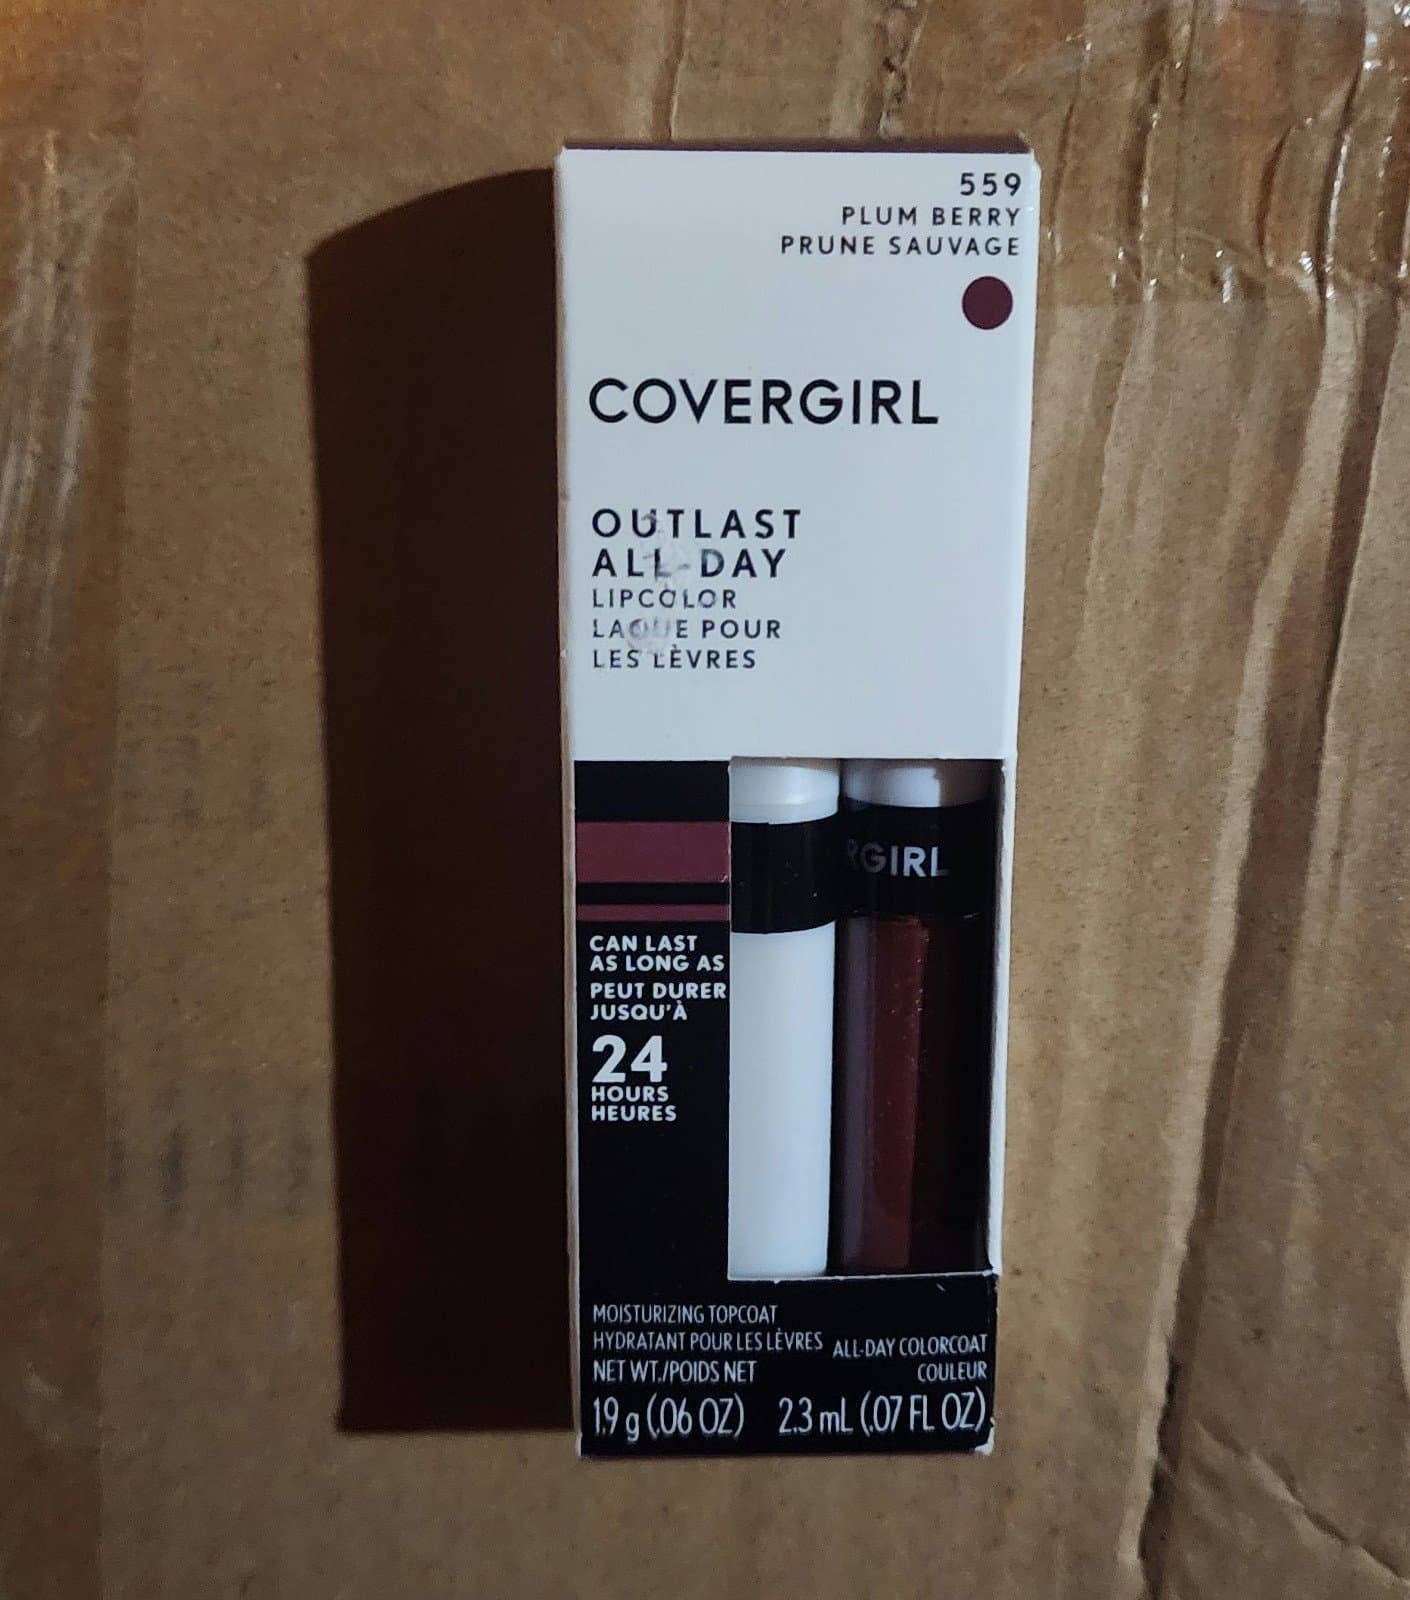 559
PLUM BERRY
PRUNE SAUVAGE
COVERGIRL
OUTLAST
ALL-DAY
LIPCOLOR
LAQUE POUR
LES LÈVRES
RGIRL
CAN LAST
AS LONG AS
PEUT DURER
JUSQU'À
24
HOURS
HEURES
MOISTURIZING TOPCOAT
HYDRATANT POUR LES LÈVRES
NET WT./POIDS NET
1.9 g (.06 OZ)
ALL-DAY COLORCOAT
COULEUR
2.3 mL (.07 FL OZ)